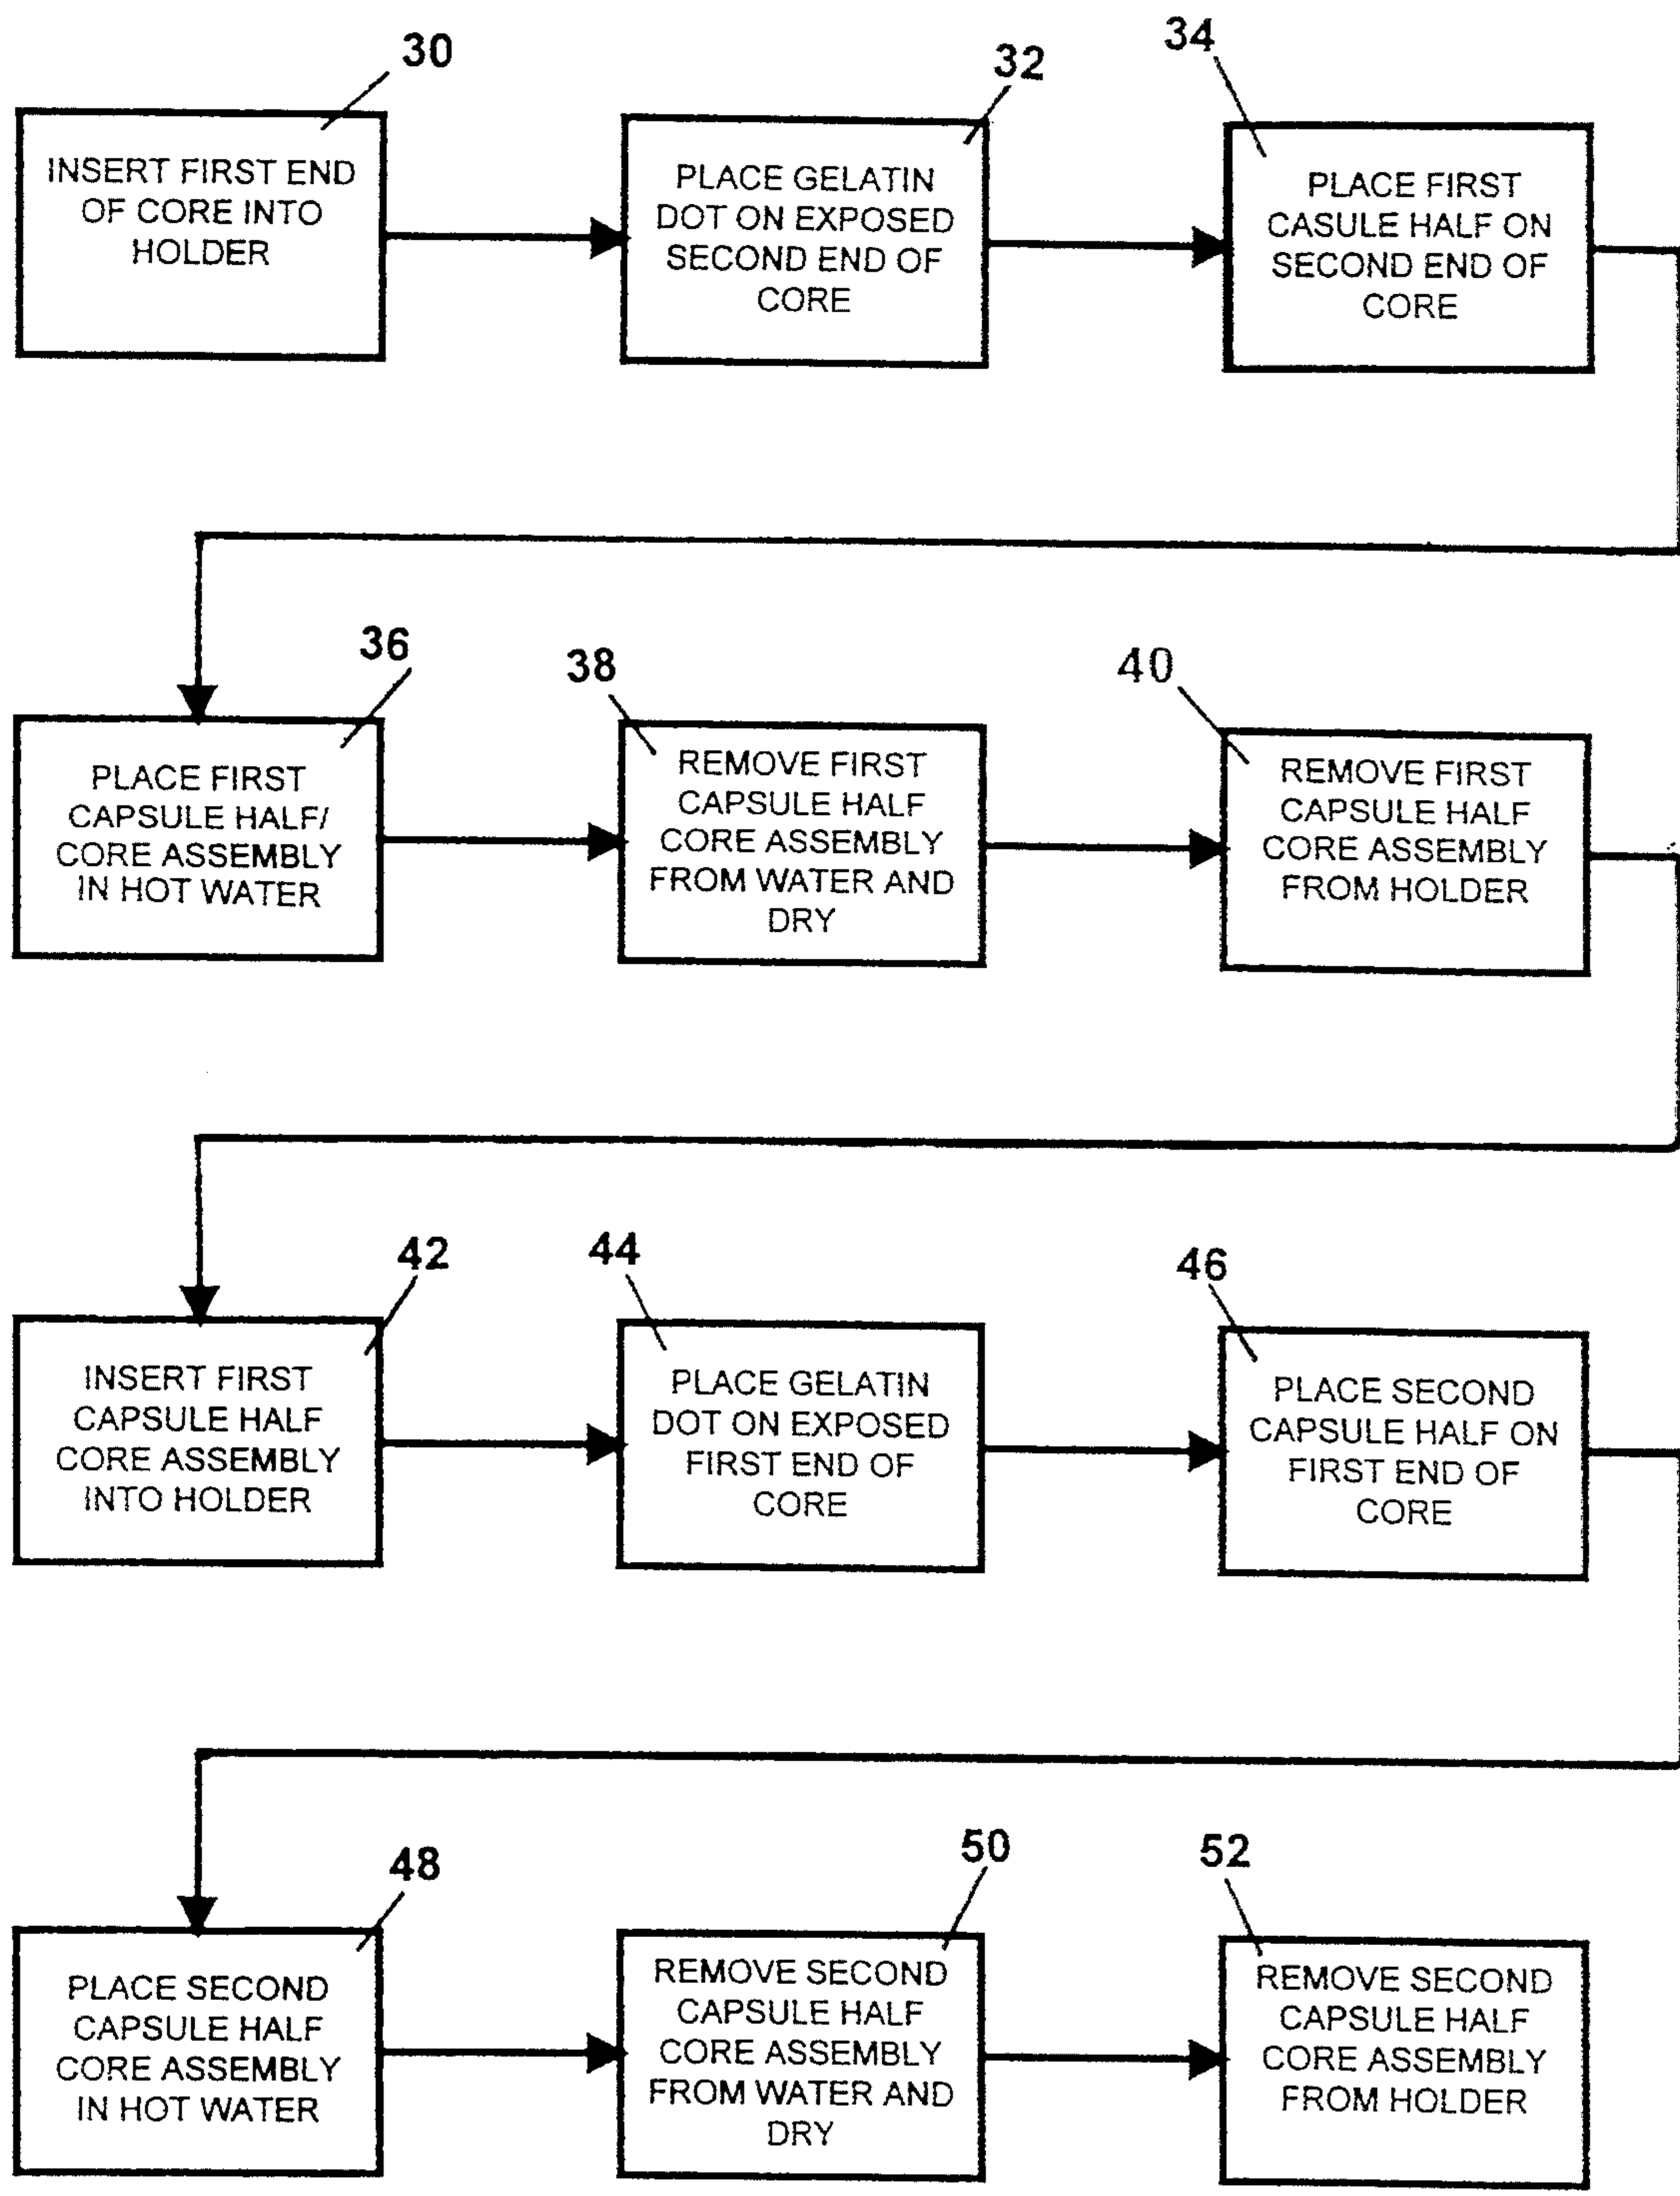 30
INSERT FIRST END
OF CORE INTO
HOLDER
32
PLACE GELATIN
DOT ON EXPOSED
SECOND END OF
CORE
34
PLACE FIRST
CASULE HALF ON
SECOND END OF
CORE
36
PLACE FIRST
CAPSULE HALF/
CORE ASSEMBLY
IN HOT WATER
38
REMOVE FIRST
CAPSULE HALF
CORE ASSEMBLY
FROM WATER AND
DRY
40
REMOVE FIRST
CAPSULE HALF
CORE ASSEMBLY
FROM HOLDER
42
INSERT FIRST
CAPSULE HALF
CORE ASSEMBLY
INTO HOLDER
44
PLACE GELATIN
DOT ON EXPOSED
FIRST END OF
CORE
46
PLACE SECOND
CAPSULE HALF ON
FIRST END OF
CORE
48
PLACE SECOND
CAPSULE HALF
CORE ASSEMBLY
IN HOT WATER
50
REMOVE SECOND
CAPSULE HALF
CORE ASSEMBLY
FROM WATER AND
DRY
52
REMOVE SECOND
CAPSULE HALF
CORE ASSEMBLY
FROM HOLDER